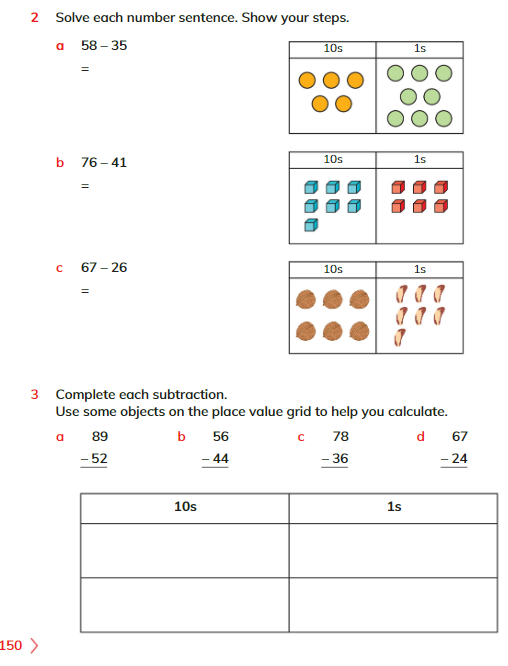 2 Solve each number sentence. Show your steps.
a 58 – 35
=
10s 1s
b 76 – 41
=
10s 1s
c 67 – 26
=
10s 1s
3 Complete each subtraction.
Use some objects on the place value grid to help you calculate.
a 89 b 56 c 78 d 67
– 52 – 44 – 36 – 24
10s 1s
150